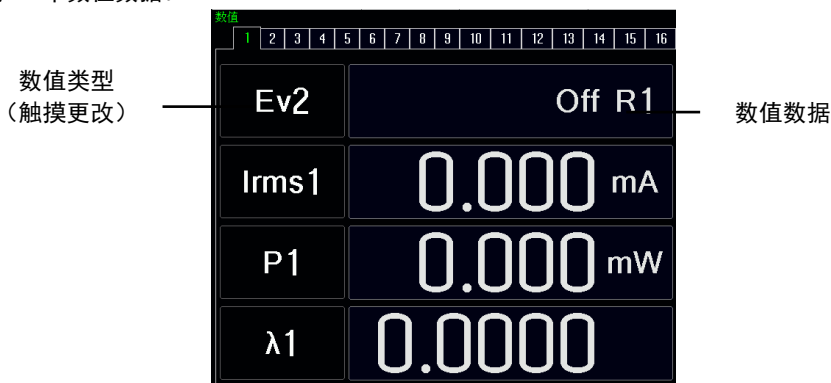 数值
1 2 3 4 5 6 7 8 9 10 11 12 13 14 15 16
数值类型
（触摸更改）
Ev2 Off R1
数值数据
Irms1 0.000 mA
P1 0.000 mW
λ1 0.0000